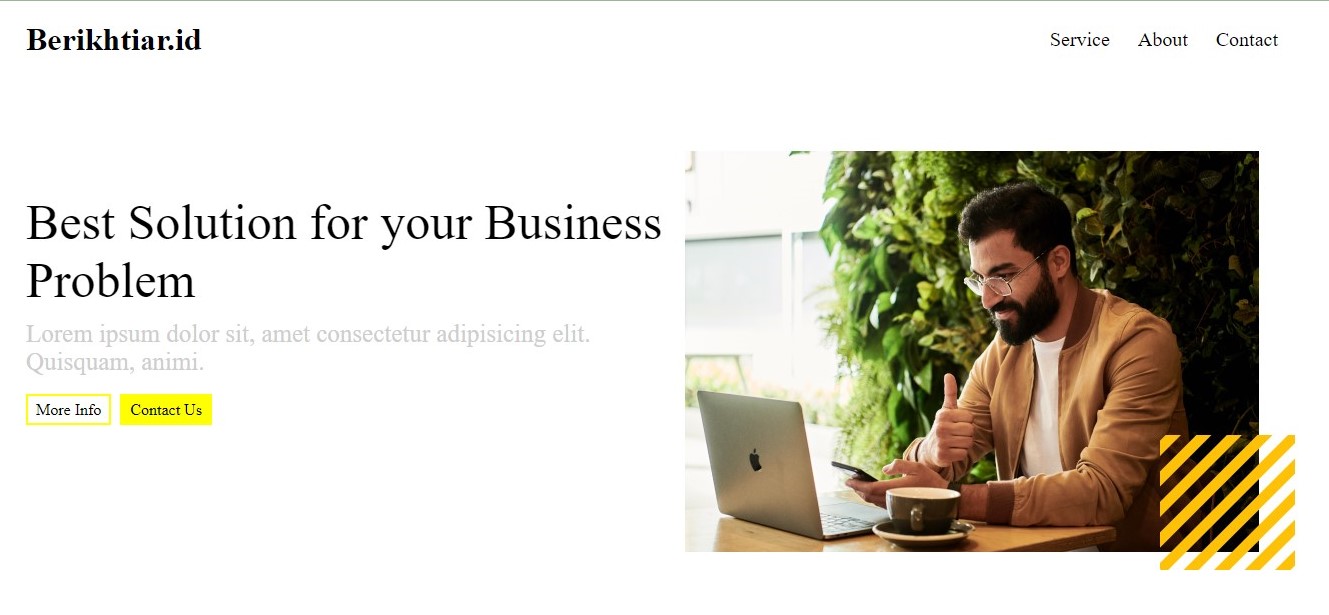 Berikhtiar.id
Service About Contact
Best Solution for your Business
Problem
Lorem ipsum dolor sit, amet consectetur adipisicing elit.
Quisquam, animi.
More Info Contact Us